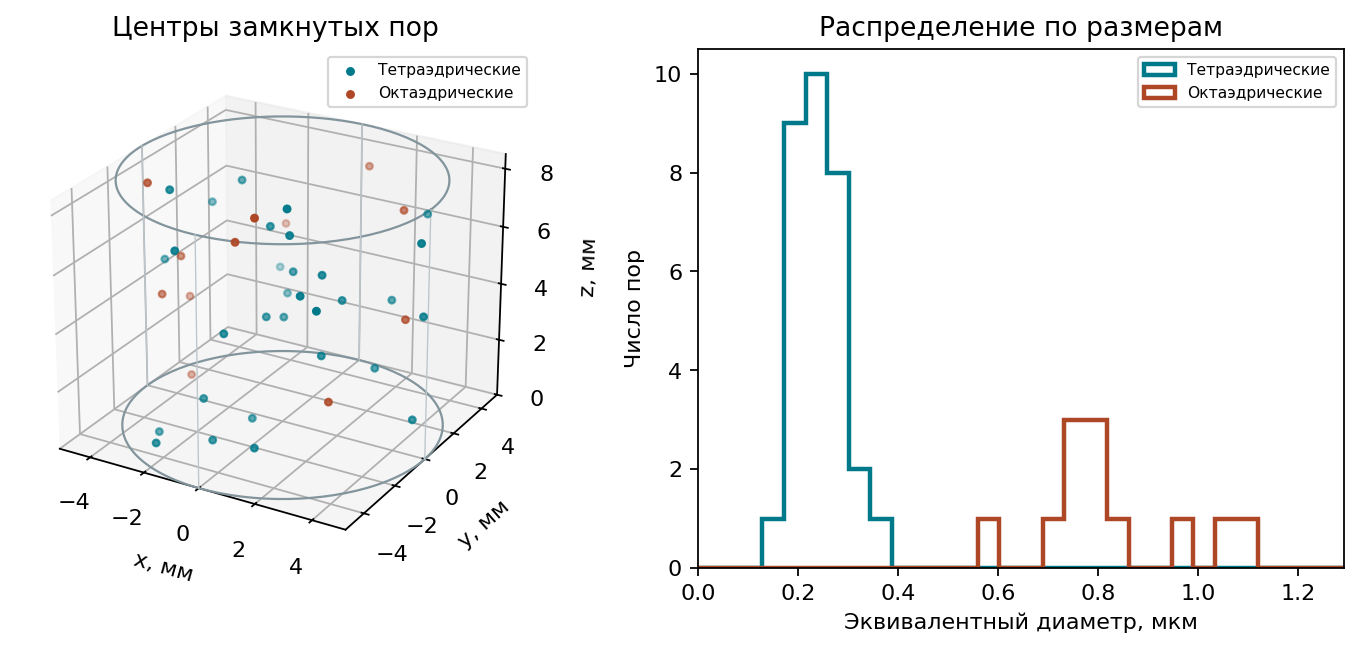 Центры замкнутых пор
Тетраэдрические
Октаэдрические
8
6
4
2
0
z, мм
−4
−2
0
2
4
x, мм
−4
−2
0
2
4
y, мм
Распределение по размерам
Тетраэдрические
Октаэдрические
10
8
6
4
2
0
Число пор
0.0 0.2 0.4 0.6 0.8 1.0 1.2
Эквивалентный диаметр, мкм